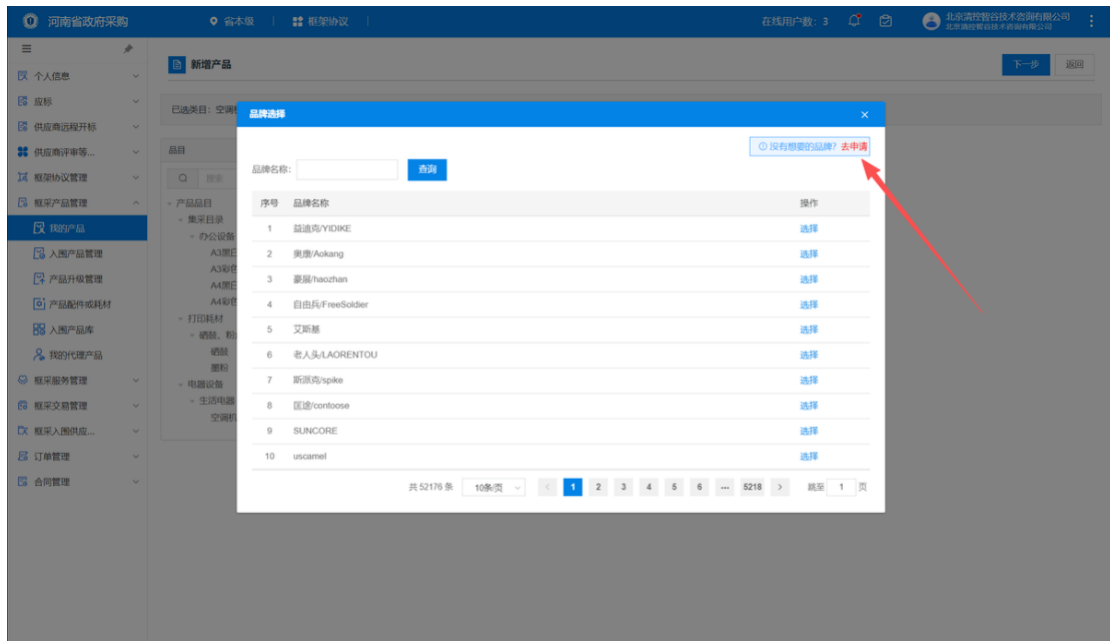 河南省政府采购 省本级 框架协议 在线用户数：3 北京清控智谷技术咨询有限公司
北京清控智谷技术咨询有限公司
个人信息
应标
供应商远程开标
供应商评审等...
框架协议管理
框采产品管理
我的产品
入围产品管理
产品升级管理
产品配件或耗材
入围产品库
我的代理产品
框采服务管理
框采交易管理
框采入围供应...
订单管理
合同管理
新增产品 下一步 返回
已选类目：空调
品目
搜索
产品品目
集采目录
办公设备
A3黑
A3彩色
A4黑
A4彩色
打印耗材
硒鼓、粉
硒鼓
墨粉
电器设备
生活电器
空调机
品牌选择 ×
没有想要的品牌？去申请
品牌名称： 查询
序号 品牌名称 操作
1 益迪克/YIDIKE 选择
2 奥康/Aokang 选择
3 豪展/haozhan 选择
4 自由兵/FreeSoldier 选择
5 艾斯基 选择
6 老人头/LAORENTOU 选择
7 斯派克/spike 选择
8 匡途/contoose 选择
9 SUNCORE 选择
10 uscamel 选择
共 52176 条 10条/页 < 1 2 3 4 5 6 ... 5218 > 跳至 1 页